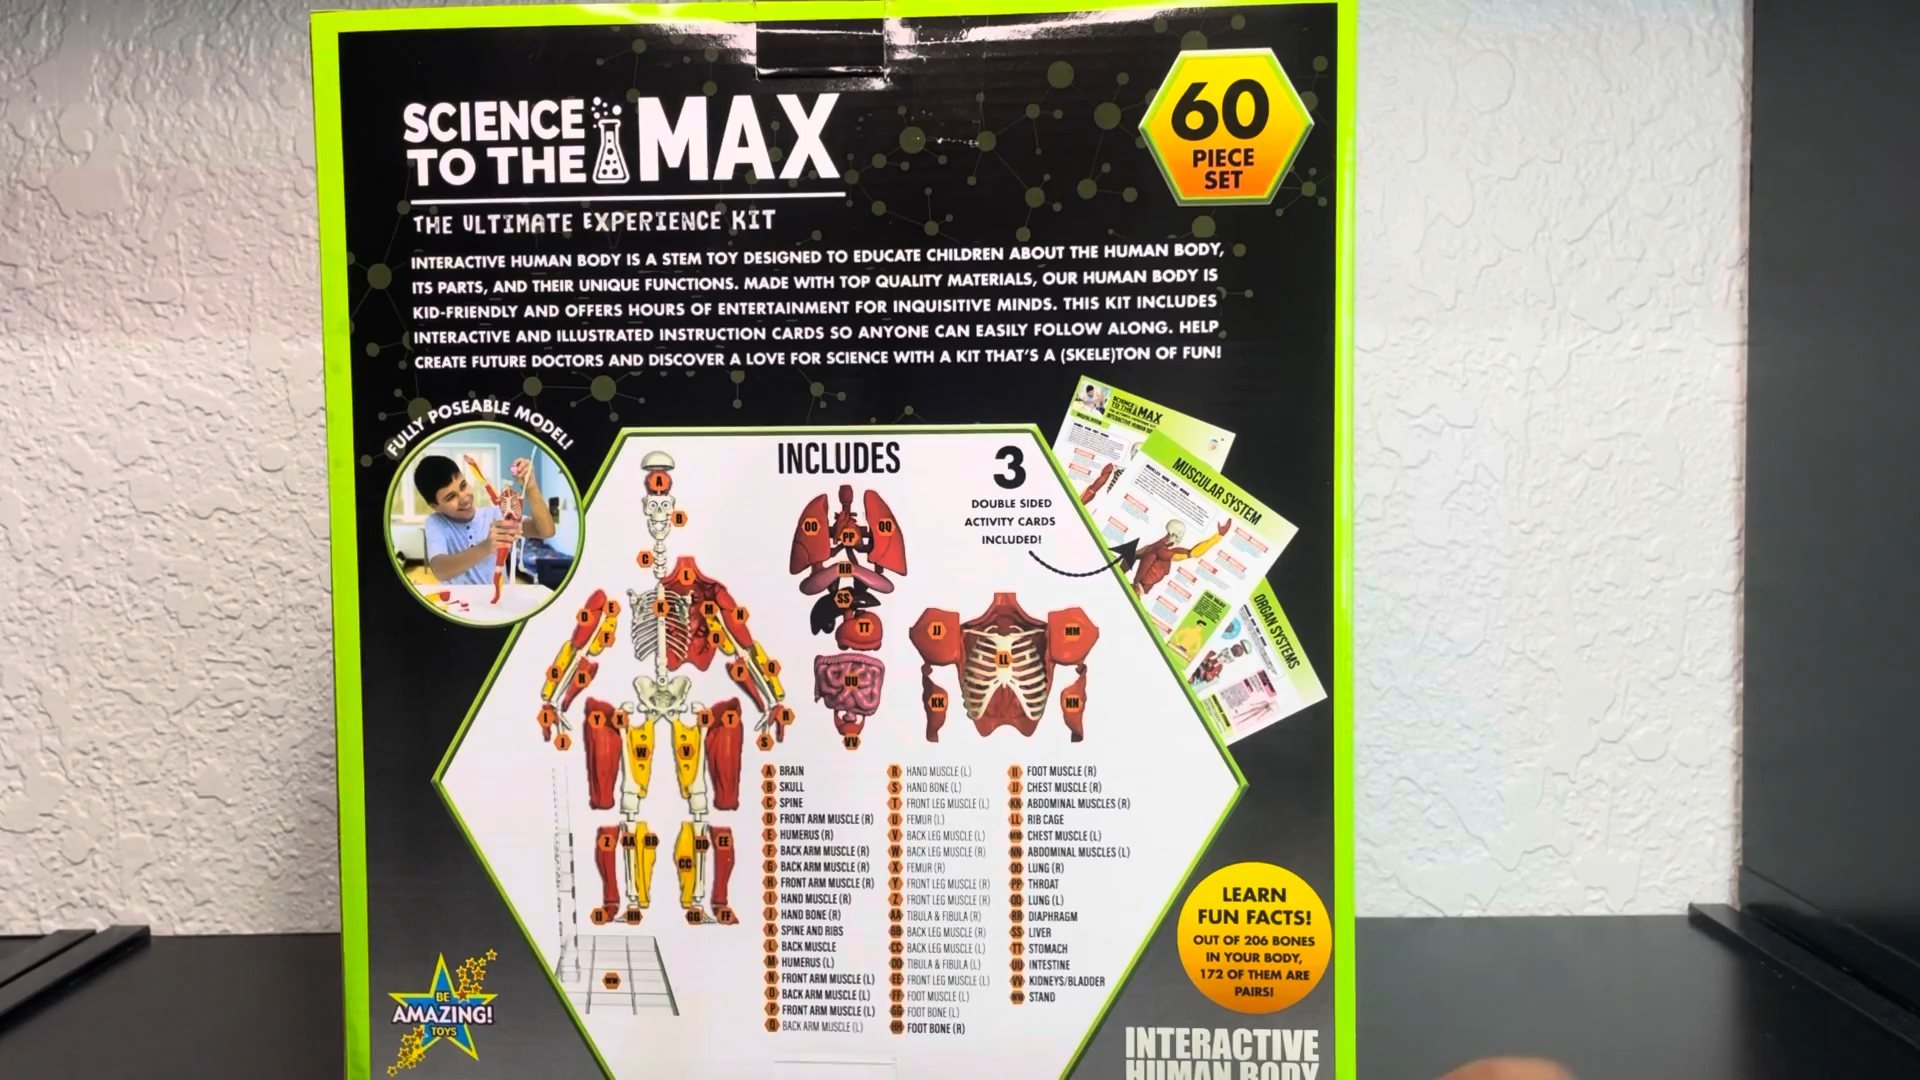 SCIENCE
TO THE MAX
THE ULTIMATE EXPERIENCE KIT
60
PIECE
SET
INTERACTIVE HUMAN BODY IS A STEM TOY DESIGNED TO EDUCATE CHILDREN ABOUT THE HUMAN BODY,
ITS PARTS, AND THEIR UNIQUE FUNCTIONS. MADE WITH TOP QUALITY MATERIALS, OUR HUMAN BODY IS
KID-FRIENDLY AND OFFERS HOURS OF ENTERTAINMENT FOR INQUISITIVE MINDS. THIS KIT INCLUDES
INTERACTIVE AND ILLUSTRATED INSTRUCTION CARDS SO ANYONE CAN EASILY FOLLOW ALONG. HELP
CREATE FUTURE DOCTORS AND DISCOVER A LOVE FOR SCIENCE WITH A KIT THAT'S A (SKELE)TON OF FUN!
FULLY POSEABLE MODEL!
INCLUDES
3
DOUBLE SIDED
ACTIVITY CARDS
INCLUDED!
SCIENCE
TO THE MAX
MUSCULAR SYSTEM
ORGAN SYSTEMS
A BRAIN
B SKULL
C SPINE
D FRONT ARM MUSCLE (R)
E HUMERUS (R)
F BACK ARM MUSCLE (R)
G BACK ARM MUSCLE (R)
H FRONT ARM MUSCLE (R)
I HAND MUSCLE (R)
J HAND BONE (R)
K SPINE AND RIBS
L BACK MUSCLE
M HUMERUS (L)
N FRONT ARM MUSCLE (L)
O BACK ARM MUSCLE (L)
P FRONT ARM MUSCLE (L)
Q BACK ARM MUSCLE (L)
R HAND MUSCLE (L)
S HAND BONE (L)
T FRONT LEG MUSCLE (L)
U FEMUR (L)
V BACK LEG MUSCLE (L)
W BACK LEG MUSCLE (R)
X FEMUR (R)
Y FRONT LEG MUSCLE (R)
Z FRONT LEG MUSCLE (R)
AA TIBULA & FIBULA (R)
BB BACK LEG MUSCLE (R)
CC BACK LEG MUSCLE (L)
DD TIBULA & FIBULA (L)
EE FRONT LEG MUSCLE (L)
FF FOOT MUSCLE (L)
GG FOOT BONE (L)
HH FOOT BONE (R)
II FOOT MUSCLE (R)
JJ CHEST MUSCLE (R)
KK ABDOMINAL MUSCLES (R)
LL RIB CAGE
MM CHEST MUSCLE (L)
NN ABDOMINAL MUSCLES (L)
OO LUNG (R)
PP THROAT
QQ LUNG (L)
RR DIAPHRAGM
SS LIVER
TT STOMACH
UU INTESTINE
VV KIDNEYS/BLADDER
WW STAND
LEARN
FUN FACTS!
OUT OF 206 BONES
IN YOUR BODY,
172 OF THEM ARE
PAIRS!
BE
AMAZING!
TOYS
INTERACTIVE
HUMAN BODY